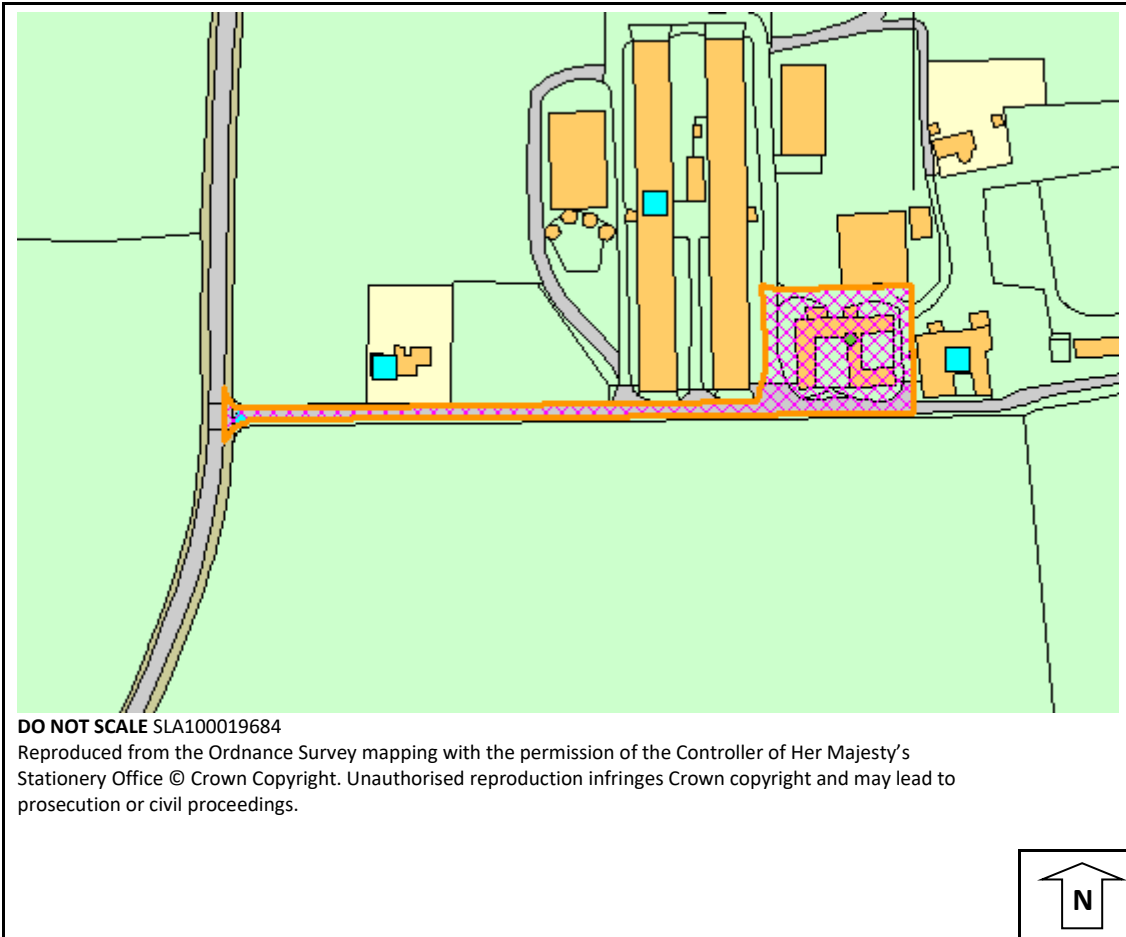 DO NOT SCALE SLA100019684
Reproduced from the Ordnance Survey mapping with the permission of the Controller of Her Majesty's
Stationery Office © Crown Copyright. Unauthorised reproduction infringes Crown copyright and may lead to
prosecution or civil proceedings.
N